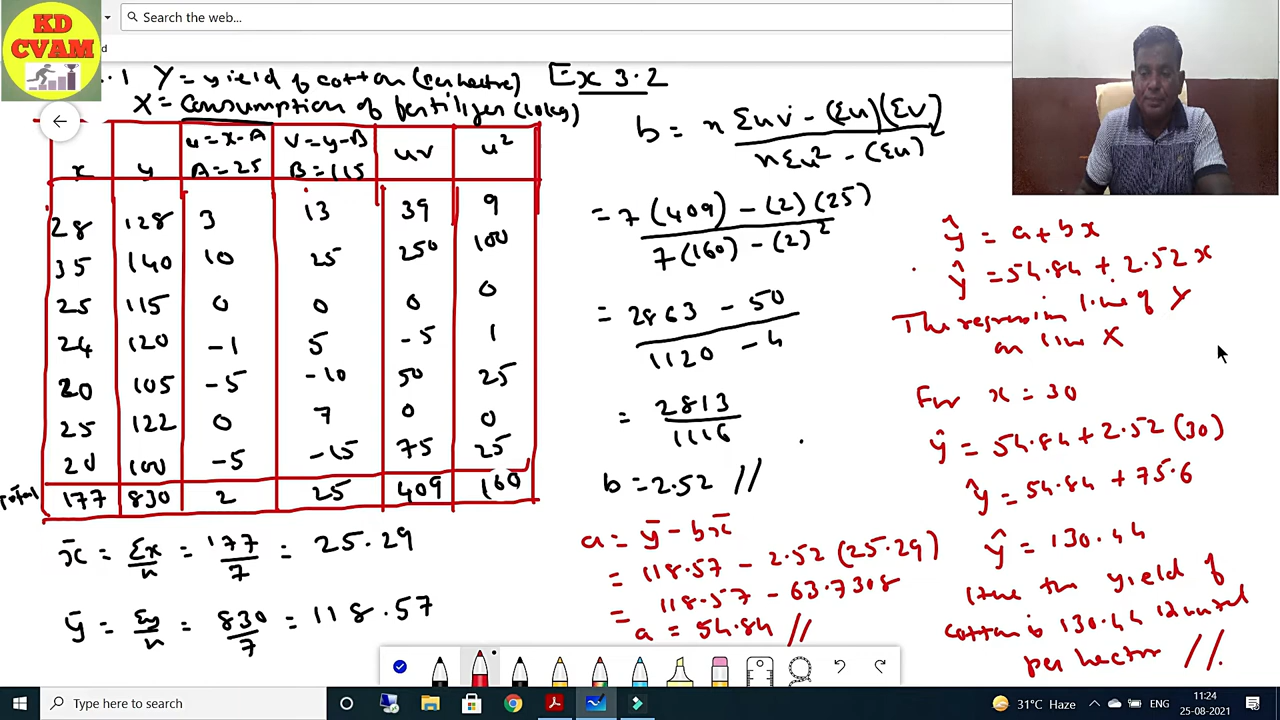 Search the web...
KD
CVAM
1 Y = yield of cotton (per hectre) Ex 3.2
X = Consumption of fertilizer (10kg)
x y u=x-A A=25 v=y-B B=115 uv u²
28 128 3 13 39 9
35 140 10 25 250 100
25 115 0 0 0 0
24 120 -1 5 -5 1
20 105 -5 -10 50 25
25 122 0 7 0 0
20 100 -5 -15 75 25
Total 177 830 2 25 409 160
x̄ = Σx/n = 177/7 = 25.29
ȳ = Σy/n = 830/7 = 118.57
b = n Σuv - (Σu)(Σv) / nΣu² - (Σu)²
= 7(409) - (2)(25) / 7(160) - (2)²
= 2863 - 50 / 1120 - 4
= 2813 / 1116
b = 2.52 //
a = ȳ - bx̄
= 118.57 - 2.52 (25.29)
= 118.57 - 63.7308
a = 54.84 //
ŷ = a + bx
ŷ = 54.84 + 2.52 x
The regression line of Y
on line X
For x = 30
ŷ = 54.84 + 2.52 (30)
ŷ = 54.84 + 75.6
ŷ = 130.44
the yield of
cotton is 130.44
per hector //.
Type here to search
31°C Haze
ENG
11:24
25-08-2021